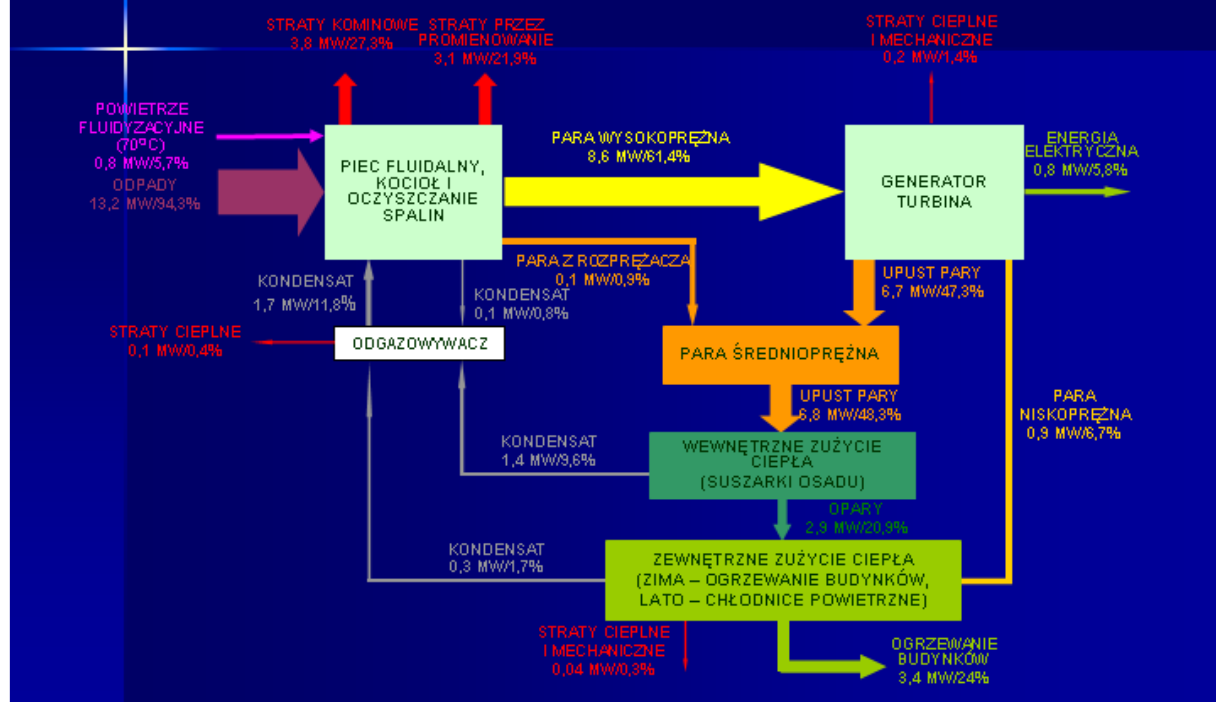 STRATY KOMINOWE
3,8 MW/27,3%
STRATY PRZEZ
PROMIENOWANIE
3,1 MW/21,9%
STRATY CIEPLNE
I MECHANICZNE
0,2 MW/1,4%
POWIETRZE
FLUIDYZACYJNE
(70ºC)
0,8 MW/5,7%
ODPADY
13,2 MW/94,3%
PIEC FLUIDALNY,
KOCIOŁ I
OCZYSZCZANIE
SPALIN
PARA WYSOKOPRĘŻNA
8,6 MW/61,4%
GENERATOR
TURBINA
ENERGIA
ELEKTRYCZNA
0,8 MW/5,8%
PARA Z ROZPRĘŻACZA
0,1 MW/0,9%
UPUST PARY
6,7 MW/47,3%
KONDENSAT
1,7 MW/11,8%
KONDENSAT
0,1 MW/0,8%
STRATY CIEPLNE
0,1 MW/0,4%
ODGAZOWYWACZ
PARA ŚREDNIOPRĘŻNA
UPUST PARY
6,8 MW/48,3%
PARA
NISKOPRĘŻNA
0,9 MW/6,7%
KONDENSAT
1,4 MW/9,6%
WEWNĘTRZNE ZUŻYCIE
CIEPŁA
(SUSZARKI OSADU)
OPARY
2,9 MW/20,9%
KONDENSAT
0,3 MW/1,7%
ZEWNĘTRZNE ZUŻYCIE CIEPŁA
(ZIMA – OGRZEWANIE BUDYNKÓW,
LATO – CHŁODNICE POWIETRZNE)
STRATY CIEPLNE
I MECHANICZNE
0,04 MW/0,3%
OGRZEWANIE
BUDYNKÓW
3,4 MW/24%